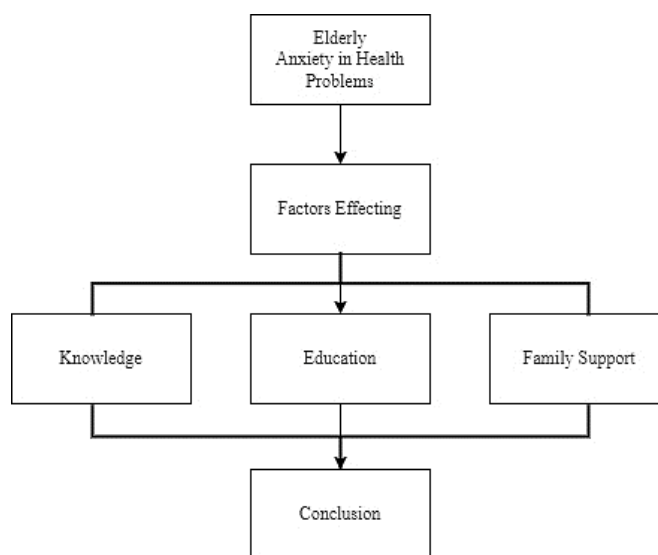 Elderly
Anxiety in Health
Problems
Factors Effecting
Knowledge
Education
Family Support
Conclusion